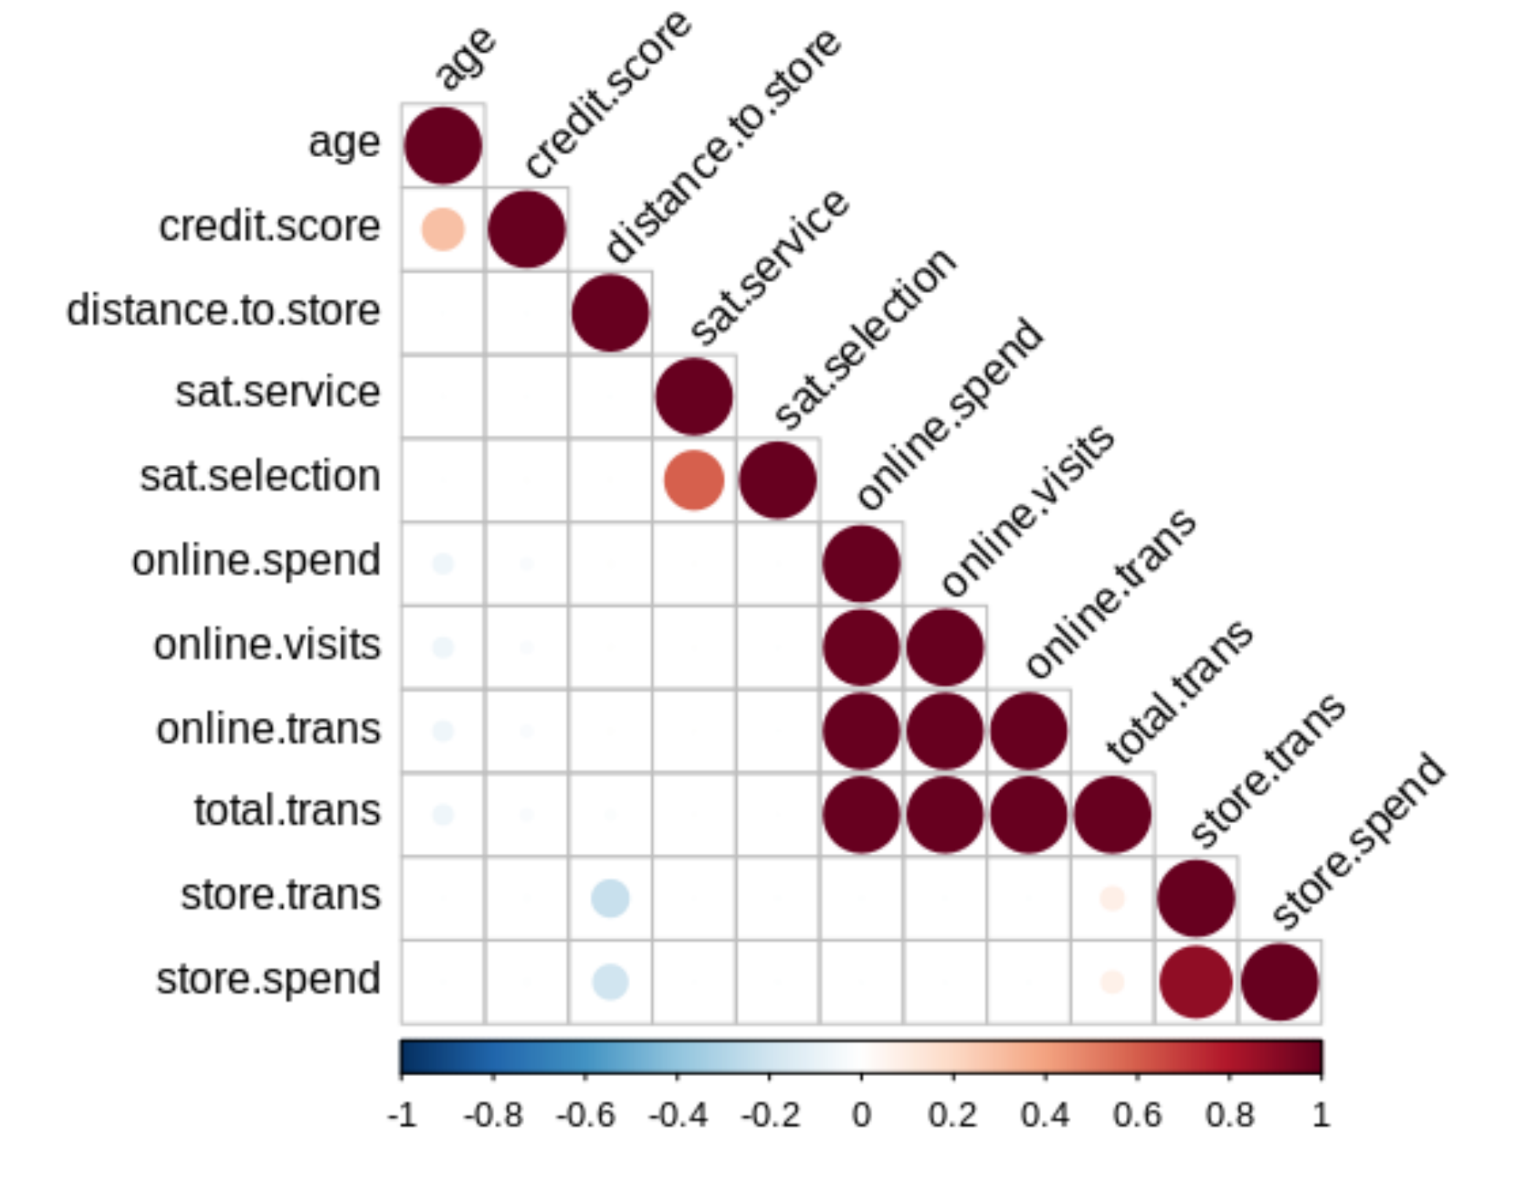 age
credit.score
distance.to.store
sat.service
sat.selection
online.spend
online.visits
online.trans
total.trans
store.trans
store.spend
age
credit.score
distance.to.store
sat.service
sat.selection
online.spend
online.visits
online.trans
total.trans
store.trans
store.spend
-1 -0.8 -0.6 -0.4 -0.2 0 0.2 0.4 0.6 0.8 1